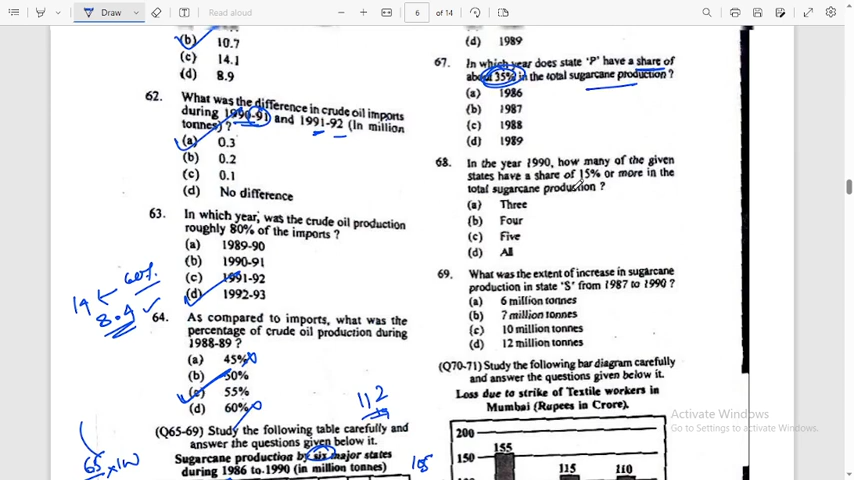 Draw
Read aloud
6
of 14
(b) 10.7
(c) 14.1
(d) 8.9
62. What was the difference in crude oil imports
during 1990-91 and 1991-92 (In million
tonnes) ?
(a) 0.3
(b) 0.2
(c) 0.1
(d) No difference
63. In which year, was the crude oil production
roughly 80% of the imports ?
(a) 1989-90
(b) 1990-91
(c) 1991-92
(d) 1992-93
60%
19
8.4
64. As compared to imports, what was the
percentage of crude oil production during
1988-89 ?
(a) 45%
(b) 50%
(c) 55%
(d) 60%
112
(Q65-69) Study the following table carefully and
answer the questions given below it.
Sugarcane production by six major states
during 1986 to 1990 (in million tonnes)
65 × 100
(d) 1989
67. In which year does state 'P' have a share of
about 35% in the total sugarcane production ?
(a) 1986
(b) 1987
(c) 1988
(d) 1989
68. In the year 1990, how many of the given
states have a share of 15% or more in the
total sugarcane production ?
(a) Three
(b) Four
(c) Five
(d) All
69. What was the extent of increase in sugarcane
production in state 'S' from 1987 to 1990 ?
(a) 6 million tonnes
(b) 7 million tonnes
(c) 10 million tonnes
(d) 12 million tonnes
(Q70-71) Study the following bar diagram carefully
and answer the questions given below it.
Loss due to strike of Textile workers in
Mumbai (Rupees in Crore).
200
155
150
115
110
Activate Windows
Go to Settings to activate Windows.